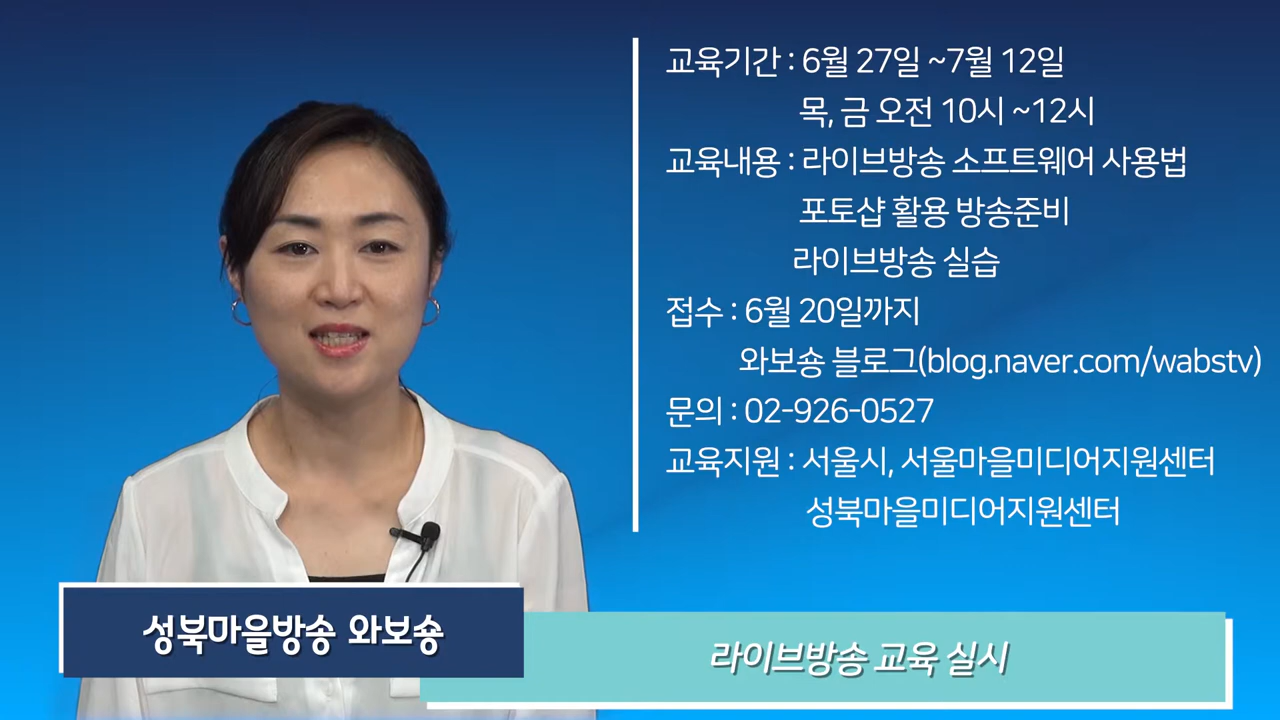 교육기간 : 6월 27일 ~7월 12일
목, 금 오전 10시 ~12시
교육내용 : 라이브방송 소프트웨어 사용법
포토샵 활용 방송준비
라이브방송 실습
접수 : 6월 20일까지
와보숑 블로그(blog.naver.com/wabstv)
문의 : 02-926-0527
교육지원 : 서울시, 서울마을미디어지원센터
성북마을미디어지원센터
성북마을방송 와보숑
라이브방송 교육 실시